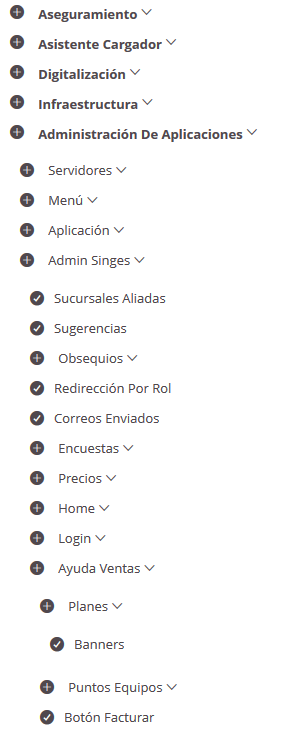 Aseguramiento
Asistente Cargador
Digitalización
Infraestructura
Administración De Aplicaciones
Servidores
Menú
Aplicación
Admin Singes
Sucursales Aliadas
Sugerencias
Obsequios
Redirección Por Rol
Correos Enviados
Encuestas
Precios
Home
Login
Ayuda Ventas
Planes
Banners
Puntos Equipos
Botón Facturar